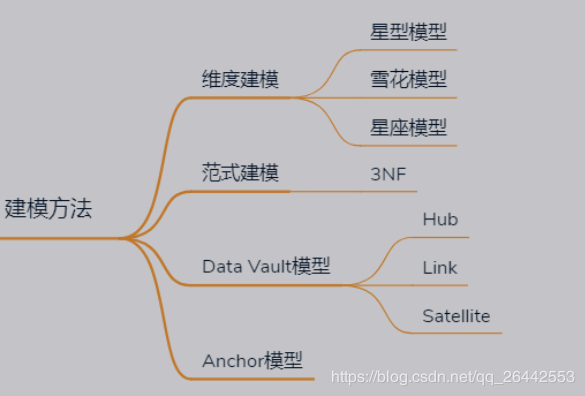 建模方法
维度建模
星型模型
雪花模型
星座模型
范式建模
3NF
Data Vault模型
Hub
Link
Satellite
Anchor模型
https://blog.csdn.net/qq_26442553